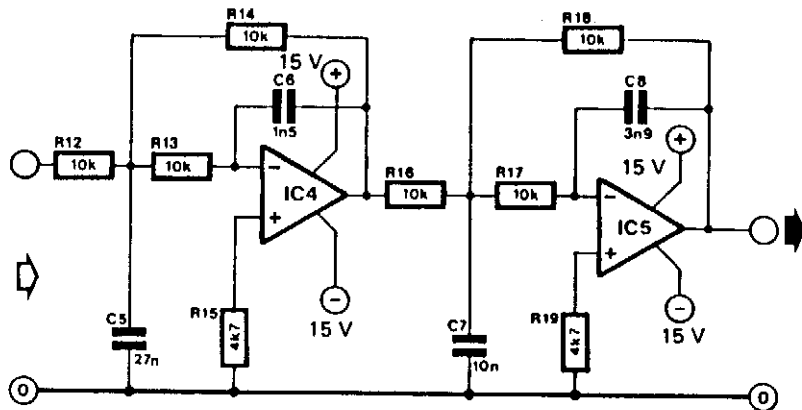 R14
10k
15 V
+
C6
1n5
R12
10k
R13
10k
−
IC4
+
R15
4k7
−
15 V
C5
27n
R18
10k
C8
3n9
15 V
+
R16
10k
R17
10k
−
IC5
+
R19
4k7
−
15 V
C7
10n
0
0